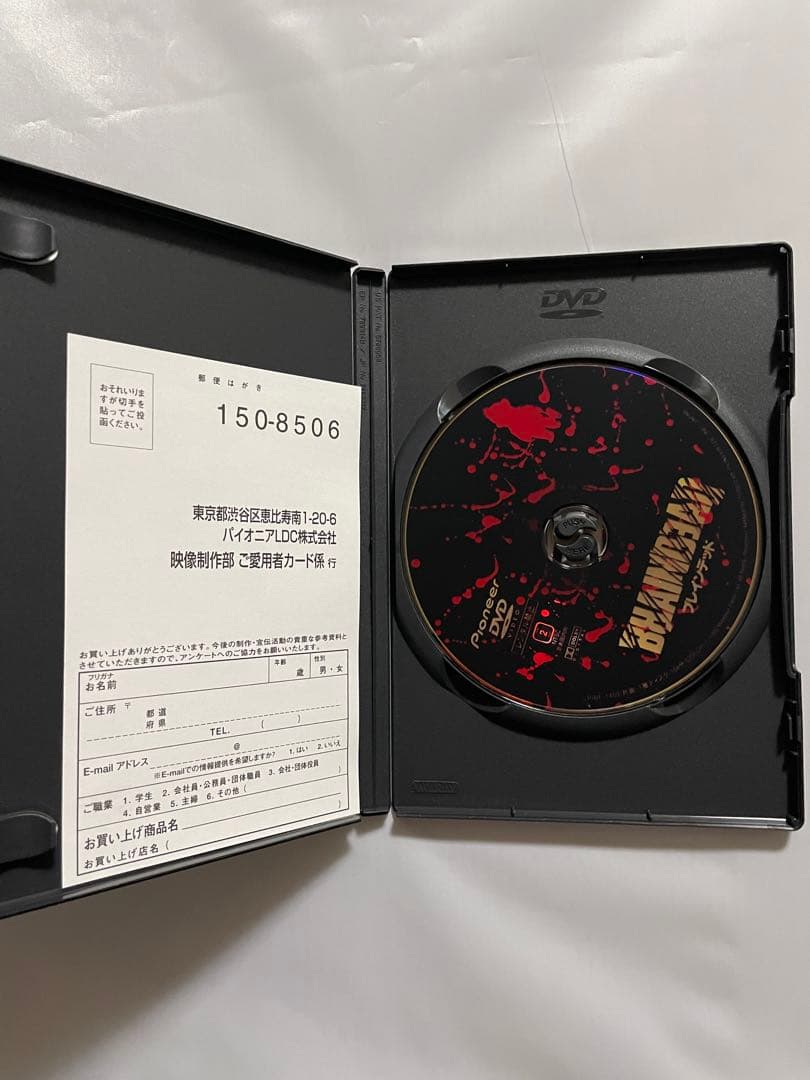 郵便はがき
おそれいりま
すが切手を
貼ってご投
函ください。
150-8506
東京都渋谷区恵比寿南1-20-6
パイオニアLDC株式会社
映像制作部 ご愛用者カード係 行
お買い上げありがとうございます。今後の制作・宣伝活動の貴重な参考資料と
させていただきますので、アンケートへのご協力をお願いいたします。
フリガナ
お名前
年齢
歳
性別
男・女
ご住所 〒
都道
府県
TEL. ( )
E-mail アドレス
@
※E-mailでの情報提供を希望しますか? 1.はい 2.いいえ
ご職業 1.学生 2.会社員・公務員・団体職員 3.会社・団体役員
4.自営業 5.主婦 6.その他 ( )
お買い上げ商品名
お買い上げ店名 ( )
DVD
ブレインデッド
Pioneer
DVD
VIDEO
2
NTSC
PUSH